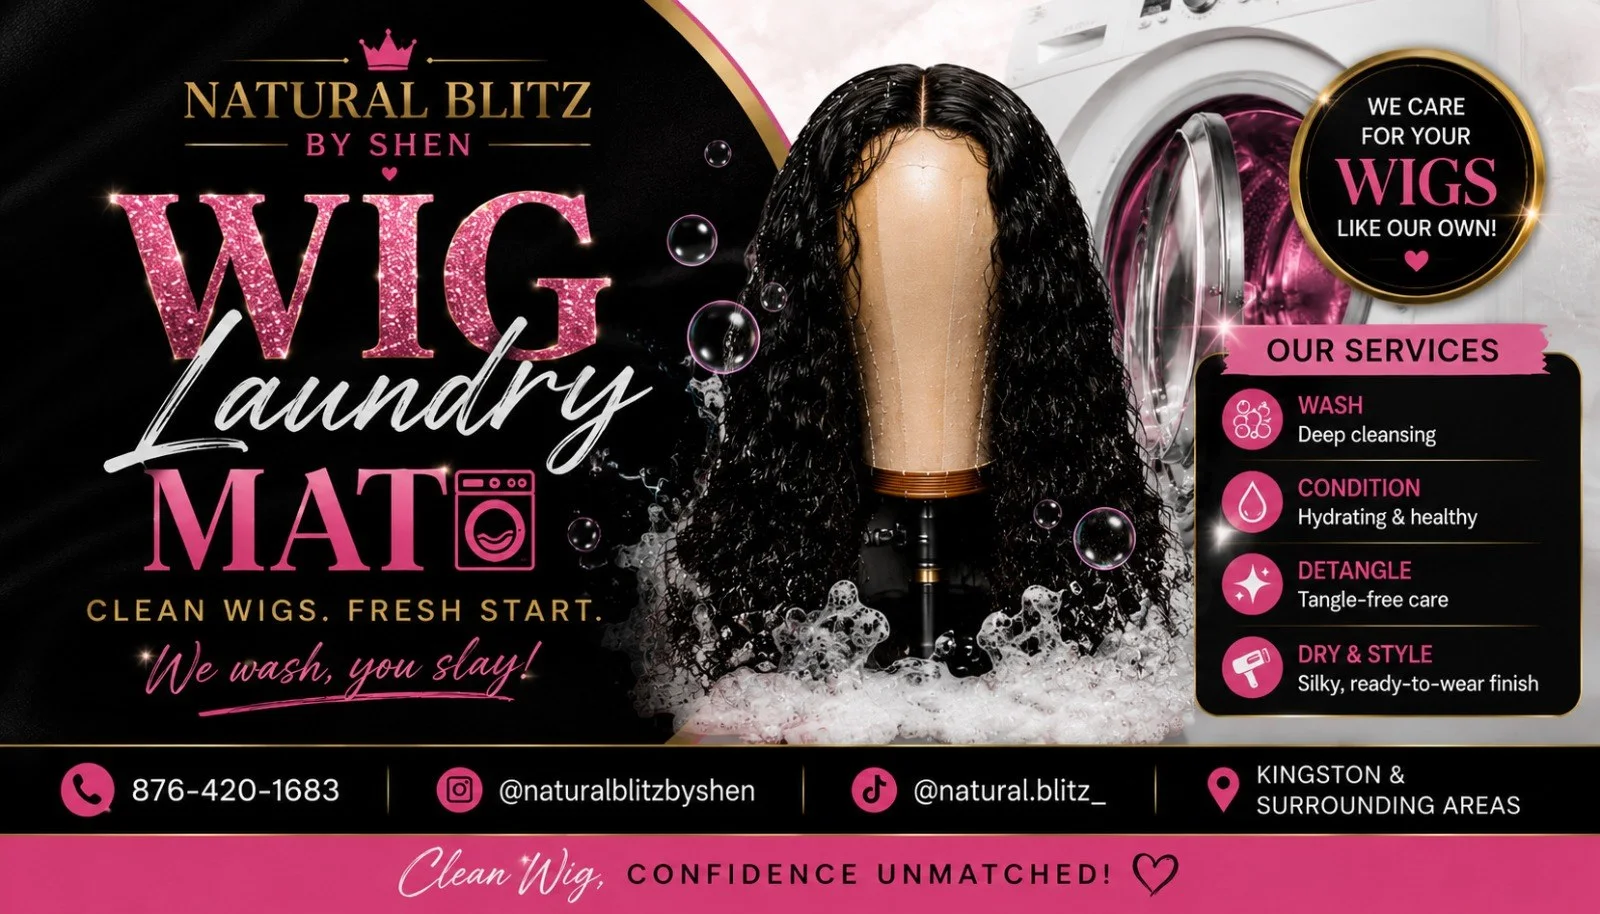 NATURAL BLITZ
BY SHEN
WIG
Laundry
MAT
CLEAN WIGS. FRESH START.
We wash, you slay!
WE CARE
FOR YOUR
WIGS
LIKE OUR OWN!
OUR SERVICES
WASH
Deep cleansing
CONDITION
Hydrating & healthy
DETANGLE
Tangle-free care
DRY & STYLE
Silky, ready-to-wear finish
876-420-1683
@naturalblitzbyshen
@natural.blitz_
KINGSTON &
SURROUNDING AREAS
Clean Wig, CONFIDENCE UNMATCHED!